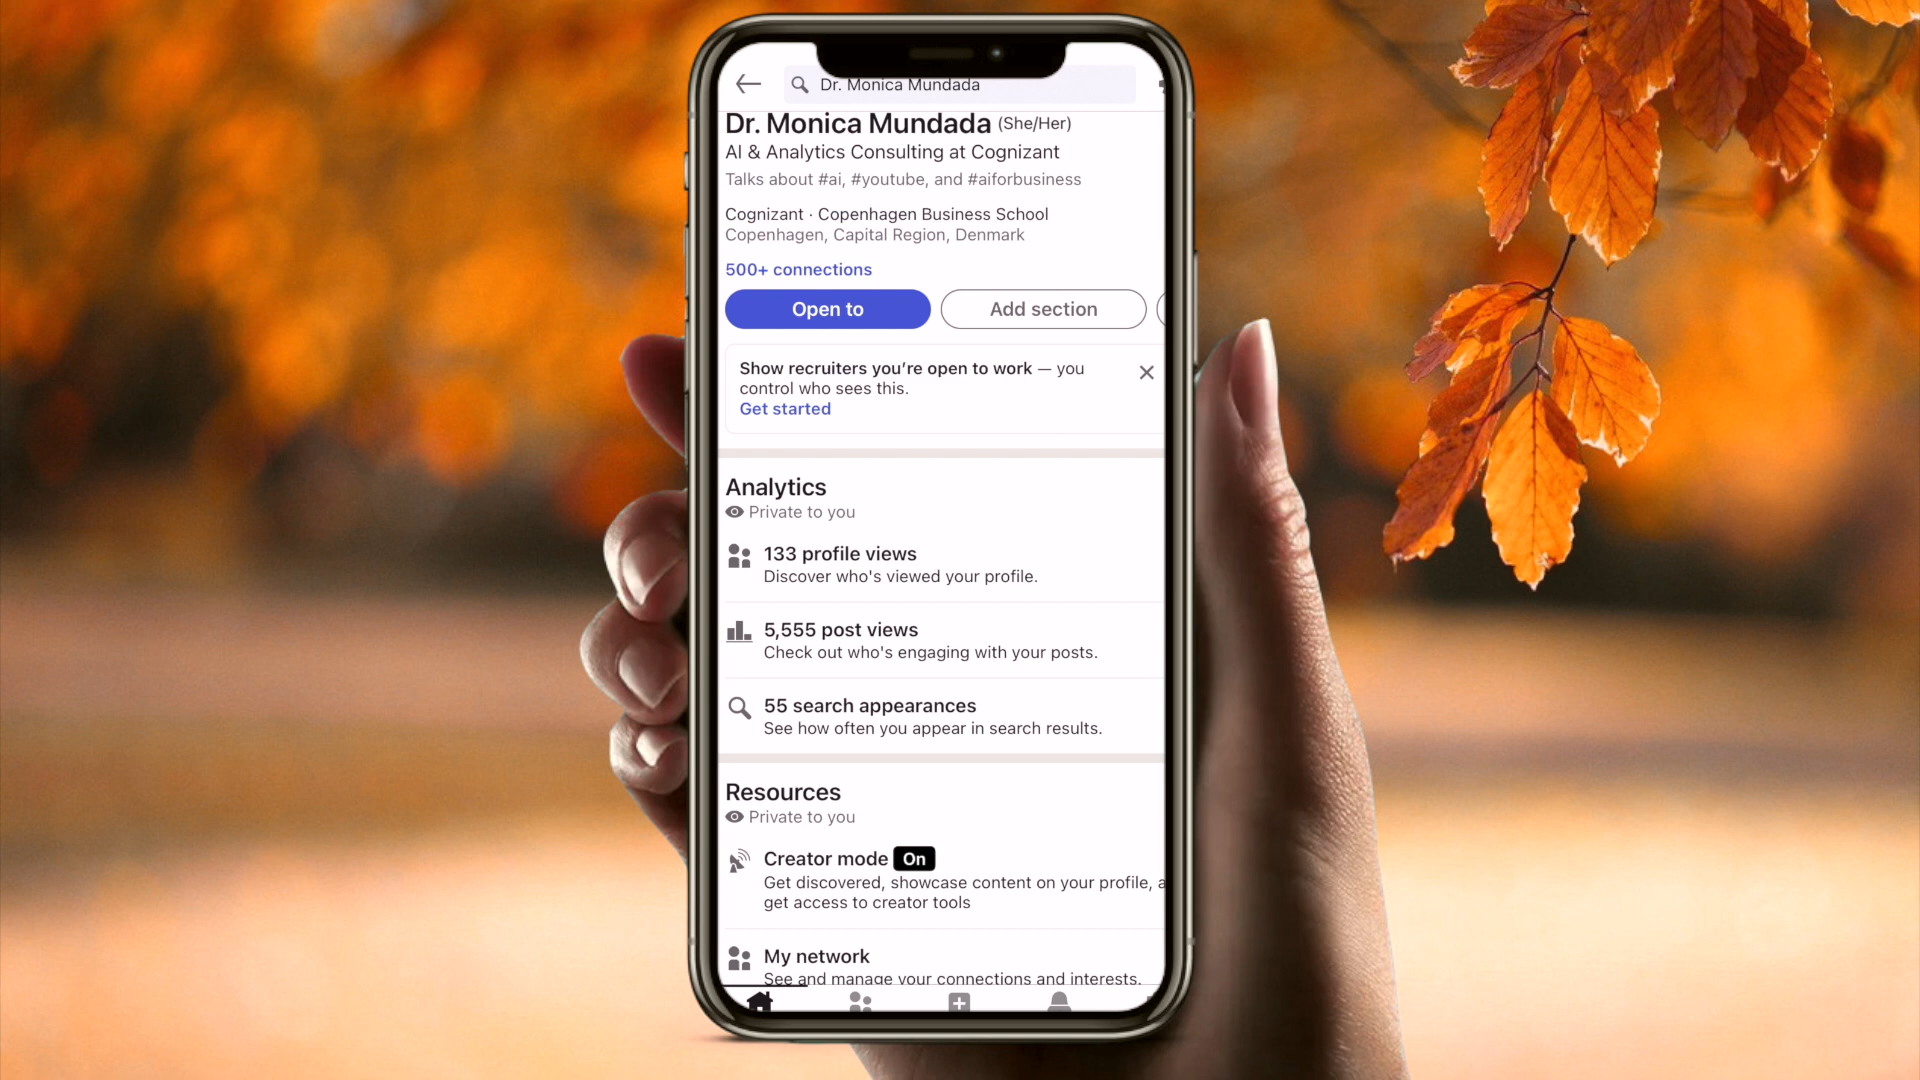 Dr. Monica Mundada
Dr. Monica Mundada (She/Her)
AI & Analytics Consulting at Cognizant
Talks about #ai, #youtube, and #aiforbusiness
Cognizant · Copenhagen Business School
Copenhagen, Capital Region, Denmark
500+ connections
Open to
Add section
Show recruiters you're open to work — you
control who sees this.
Get started
Analytics
Private to you
133 profile views
Discover who's viewed your profile.
5,555 post views
Check out who's engaging with your posts.
55 search appearances
See how often you appear in search results.
Resources
Private to you
Creator mode On
Get discovered, showcase content on your profile,
get access to creator tools
My network
See and manage your connections and interests.